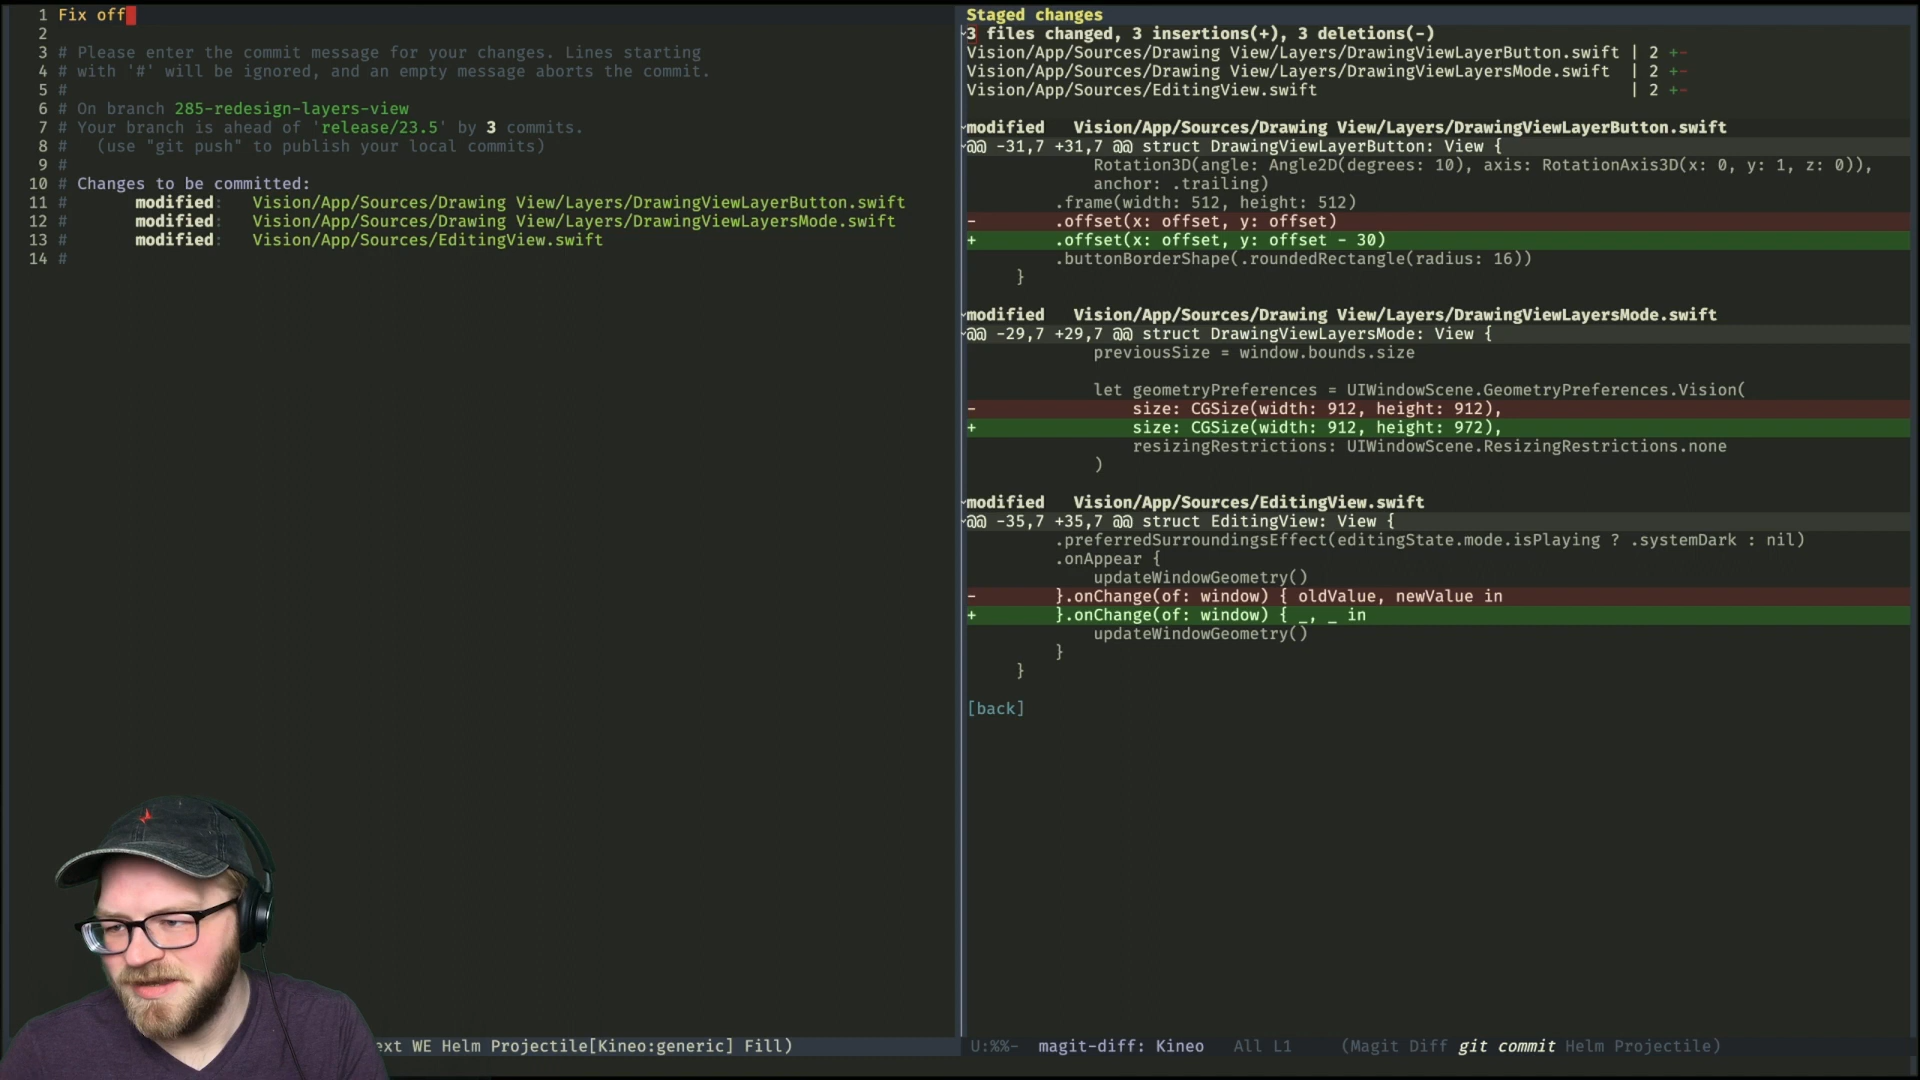 1 Fix off
2
3 # Please enter the commit message for your changes. Lines starting
4 # with '#' will be ignored, and an empty message aborts the commit.
5 #
6 # On branch 285-redesign-layers-view
7 # Your branch is ahead of 'release/23.5' by 3 commits.
8 #   (use "git push" to publish your local commits)
9 #
10 # Changes to be committed:
11 #       modified:   Vision/App/Sources/Drawing View/Layers/DrawingViewLayerButton.swift
12 #       modified:   Vision/App/Sources/Drawing View/Layers/DrawingViewLayersMode.swift
13 #       modified:   Vision/App/Sources/EditingView.swift
14 #
ext WE Helm Projectile[Kineo:generic] Fill)
Staged changes
3 files changed, 3 insertions(+), 3 deletions(-)
Vision/App/Sources/Drawing View/Layers/DrawingViewLayerButton.swift | 2 +-
Vision/App/Sources/Drawing View/Layers/DrawingViewLayersMode.swift  | 2 +-
Vision/App/Sources/EditingView.swift                                | 2 +-
modified   Vision/App/Sources/Drawing View/Layers/DrawingViewLayerButton.swift
@@ -31,7 +31,7 @@ struct DrawingViewLayerButton: View {
Rotation3D(angle: Angle2D(degrees: 10), axis: RotationAxis3D(x: 0, y: 1, z: 0)),
anchor: .trailing)
.frame(width: 512, height: 512)
-        .offset(x: offset, y: offset)
+        .offset(x: offset, y: offset - 30)
.buttonBorderShape(.roundedRectangle(radius: 16))
}
modified   Vision/App/Sources/Drawing View/Layers/DrawingViewLayersMode.swift
@@ -29,7 +29,7 @@ struct DrawingViewLayersMode: View {
previousSize = window.bounds.size
let geometryPreferences = UIWindowScene.GeometryPreferences.Vision(
-                size: CGSize(width: 912, height: 912),
+                size: CGSize(width: 912, height: 972),
resizingRestrictions: UIWindowScene.ResizingRestrictions.none
)
modified   Vision/App/Sources/EditingView.swift
@@ -35,7 +35,7 @@ struct EditingView: View {
.preferredSurroundingsEffect(editingState.mode.isPlaying ? .systemDark : nil)
.onAppear {
updateWindowGeometry()
-        }.onChange(of: window) { oldValue, newValue in
+        }.onChange(of: window) { _, _ in
updateWindowGeometry()
}
}
[back]
U:%%-  magit-diff: Kineo   All L1     (Magit Diff git commit Helm Projectile)